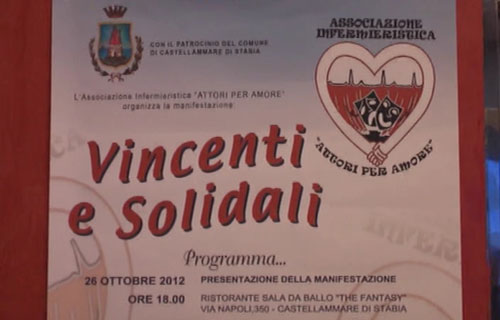 CON IL PATROCINIO DEL COMUNE
DI CASTELLAMMARE DI STABIA
ASSOCIAZIONE
INFERMIERISTICA
"ATTORI PER AMORE"
L'Associazione Infermieristica "ATTORI PER AMORE"
organizza la manifestazione:
Vincenti
e Solidali
Programma...
26 OTTOBRE 2012 PRESENTAZIONE DELLA MANIFESTAZIONE
ORE 18.00 RISTORANTE SALA DA BALLO "THE FANTASY"
VIA NAPOLI,350 - CASTELLAMMARE DI STABIA